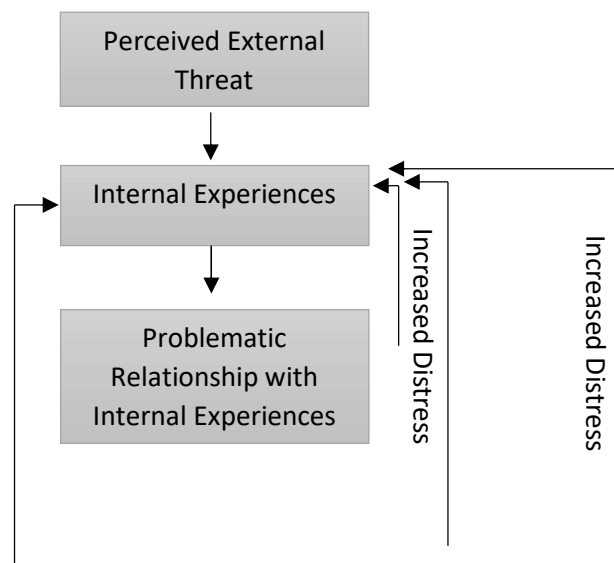 Perceived External
Threat
Internal Experiences
Problematic
Relationship with
Internal Experiences
Increased Distress
Increased Distress